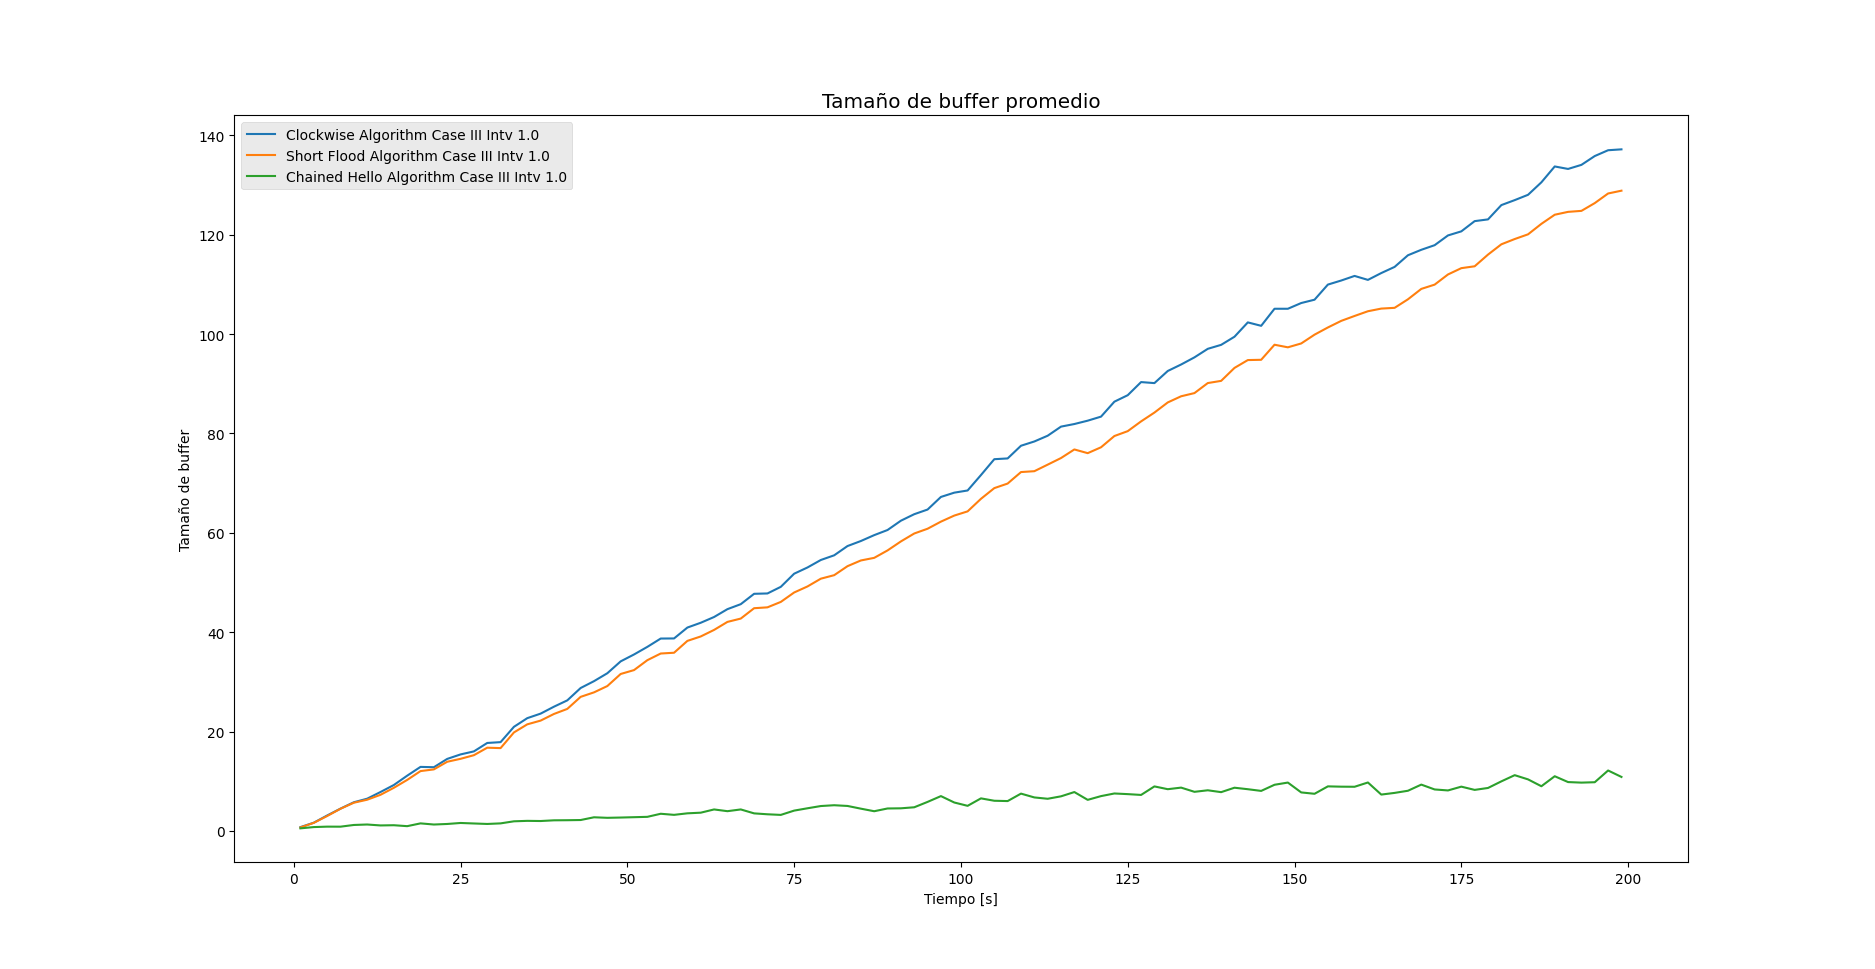 Tamaño de buffer promedio
Clockwise Algorithm Case III Intv 1.0
Short Flood Algorithm Case III Intv 1.0
Chained Hello Algorithm Case III Intv 1.0
140
120
100
80
60
40
20
0
Tamaño de buffer
0 25 50 75 100 125 150 175 200
Tiempo [s]